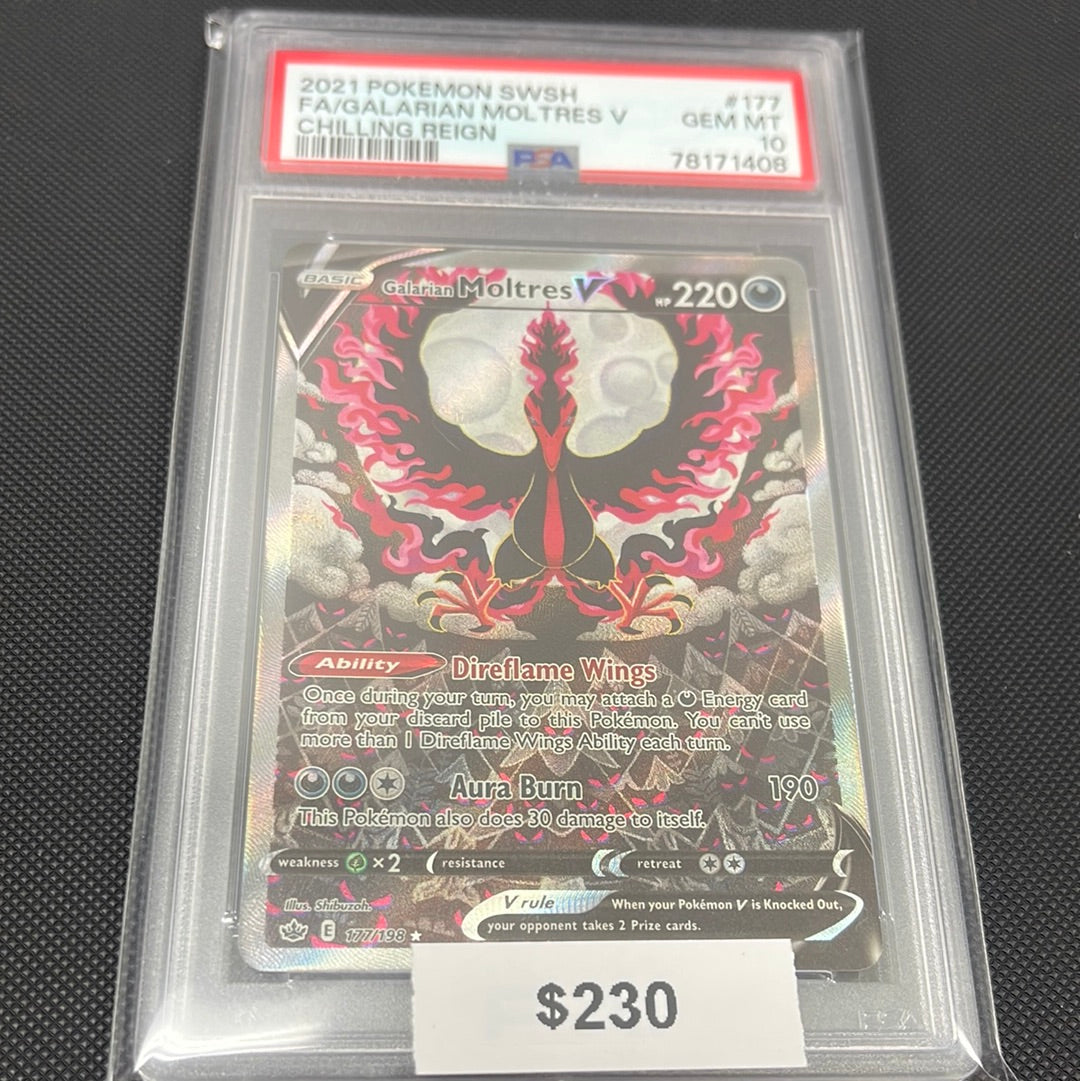 2021 POKEMON SWSH #177
FA/GALARIAN MOLTRES V GEM MT
CHILLING REIGN 10
PSA 78171408
BASIC Galarian Moltres V HP 220
Ability Direflame Wings
Once during your turn, you may attach a Energy card
from your discard pile to this Pokémon. You can't use
more than 1 Direflame Wings Ability each turn.
Aura Burn 190
This Pokémon also does 30 damage to itself.
weakness ×2 resistance retreat
V rule When your Pokémon V is Knocked Out,
your opponent takes 2 Prize cards.
Illus. Shibuzoh.
E 177/198
$230
PSA